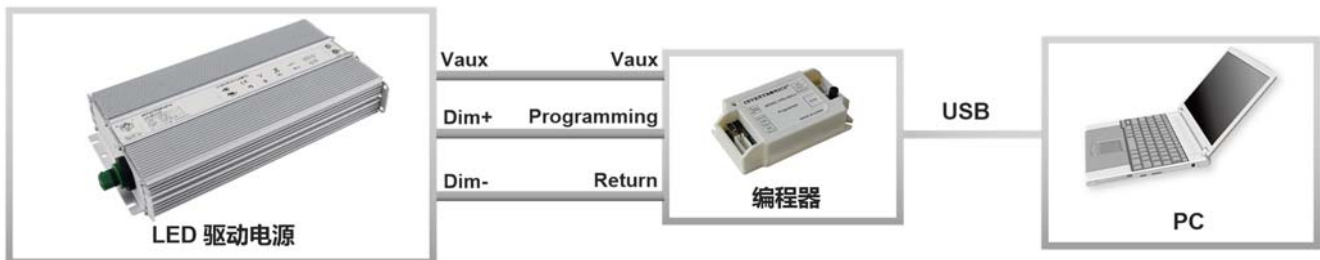 Vaux Vaux
Dim+ Programming
Dim- Return
LED 驱动电源
编程器
USB
PC